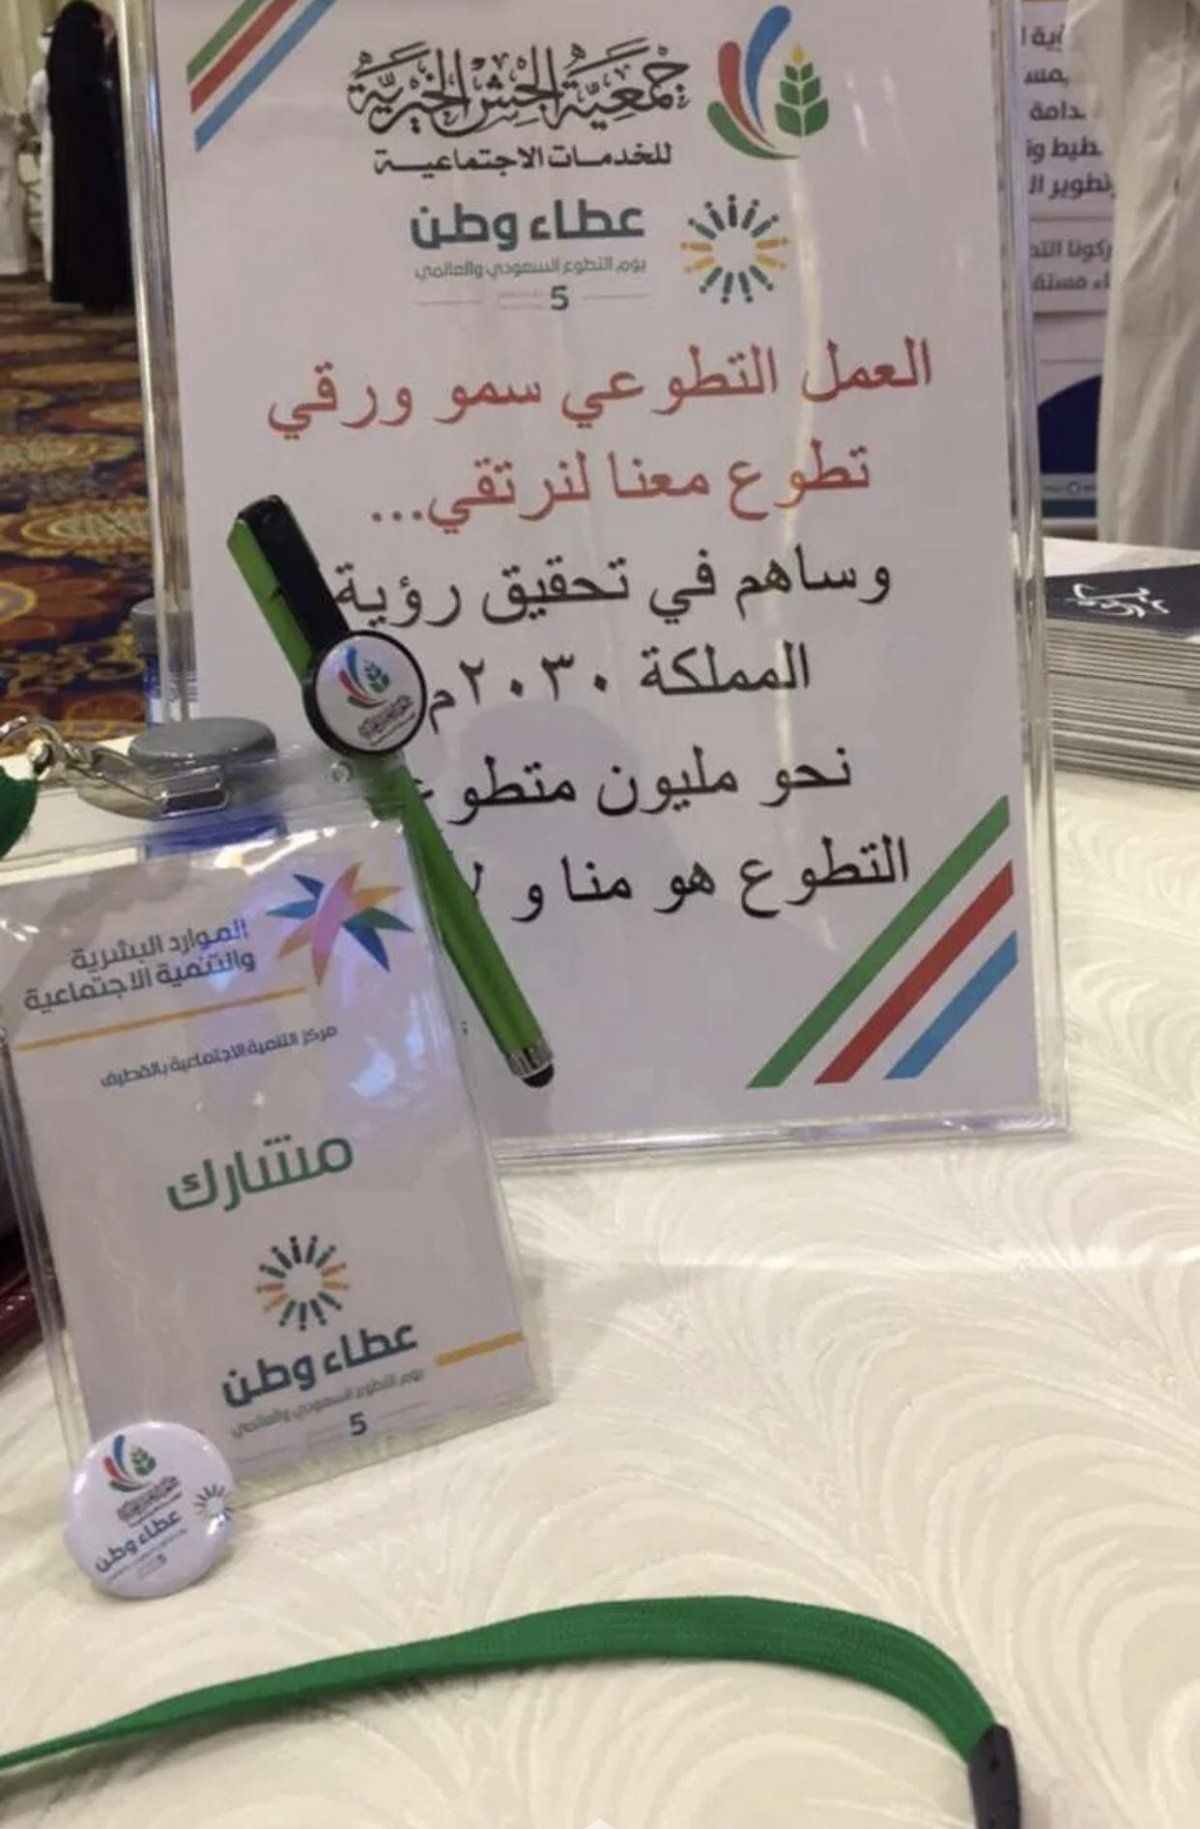 جمعية الحش الخيرية
للخدمات الاجتماعية
عطاء وطن
يوم التطوع السعودي والعالمي
5
العمل التطوعي سمو ورقي
تطوع معنا لنرتقي...
وساهم في تحقيق رؤية
المملكة ٢٠٣٠م
نحو مليون
التطوع هو منا و
الموارد البشرية
والتنمية الاجتماعية
مركز التنمية الاجتماعية بالقطيف
مشارك
عطاء وطن
يوم التطوع السعودي والعالمي
5
عطاء وطن
5